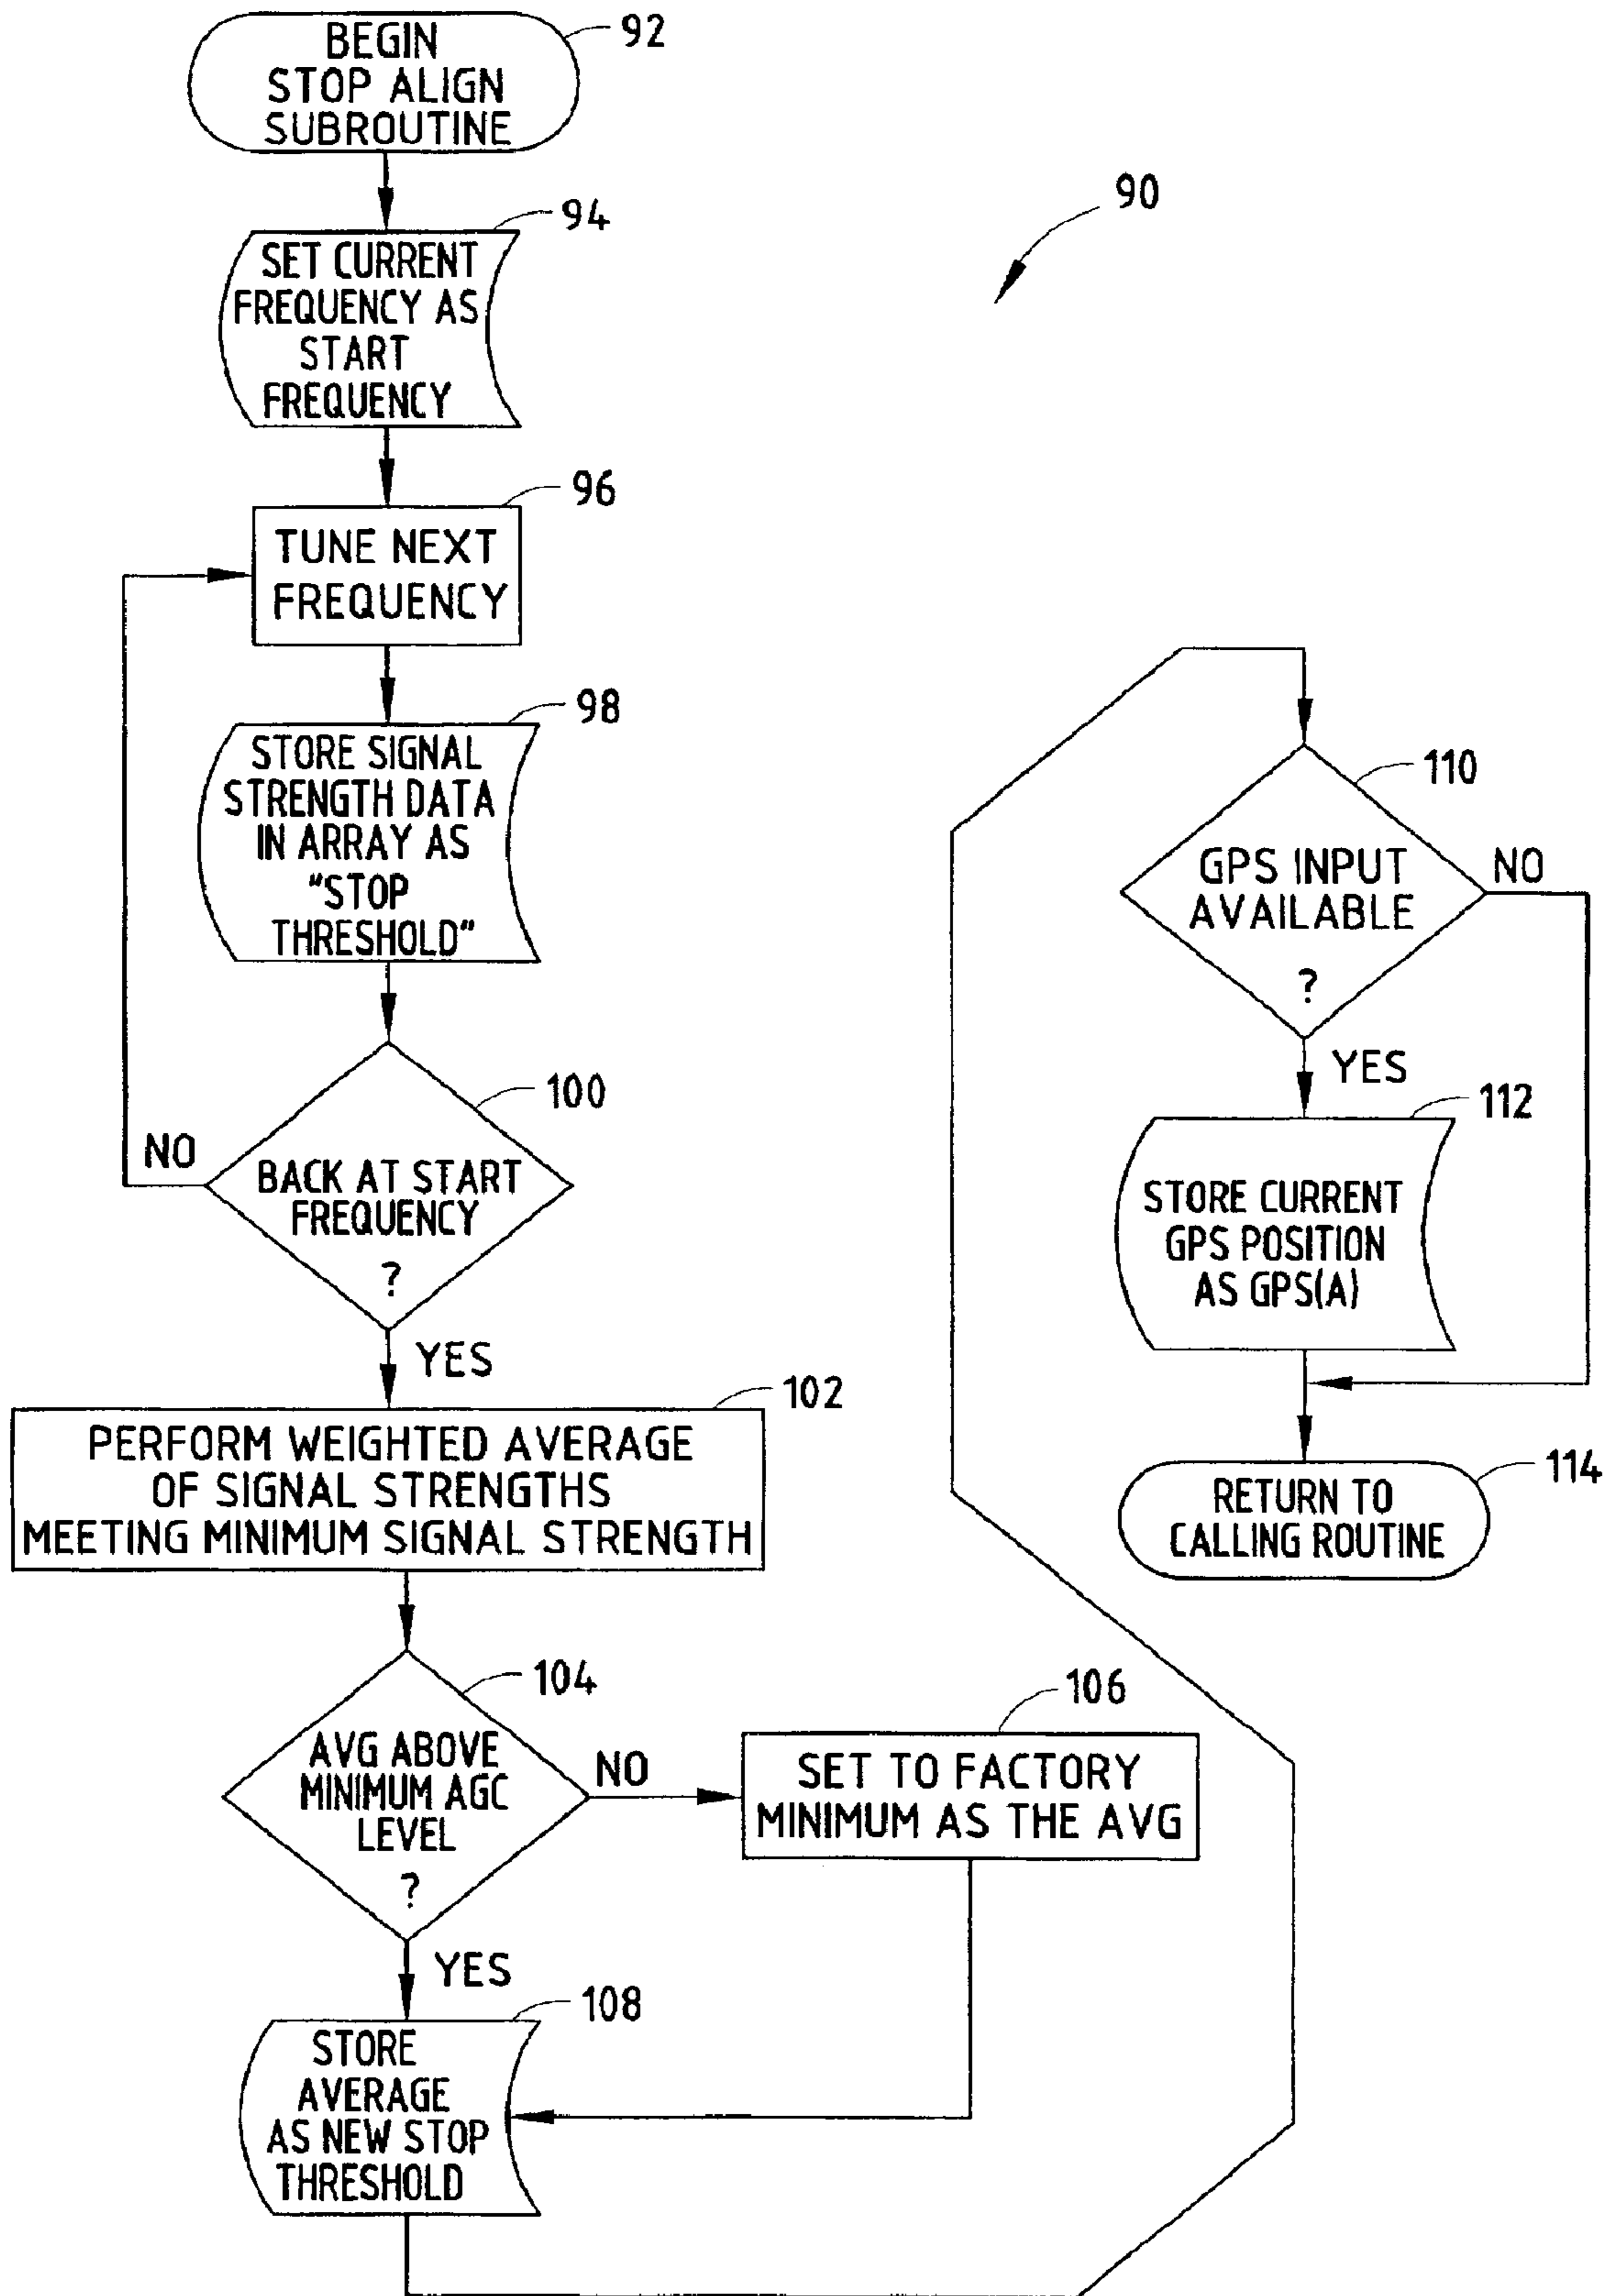 BEGIN
STOP ALIGN
SUBROUTINE
92
94
SET CURRENT
FREQUENCY AS
START
FREQUENCY
90
96
TUNE NEXT
FREQUENCY
98
STORE SIGNAL
STRENGTH DATA
IN ARRAY AS
"STOP
THRESHOLD"
100
NO
BACK AT START
FREQUENCY
?
YES
102
PERFORM WEIGHTED AVERAGE
OF SIGNAL STRENGTHS
MEETING MINIMUM SIGNAL STRENGTH
104
AVG ABOVE
MINIMUM AGC
LEVEL
?
NO
106
SET TO FACTORY
MINIMUM AS THE AVG
YES
108
STORE
AVERAGE
AS NEW STOP
THRESHOLD
110
GPS INPUT
AVAILABLE
?
NO
YES
112
STORE CURRENT
GPS POSITION
AS GPS(A)
114
RETURN TO
CALLING ROUTINE